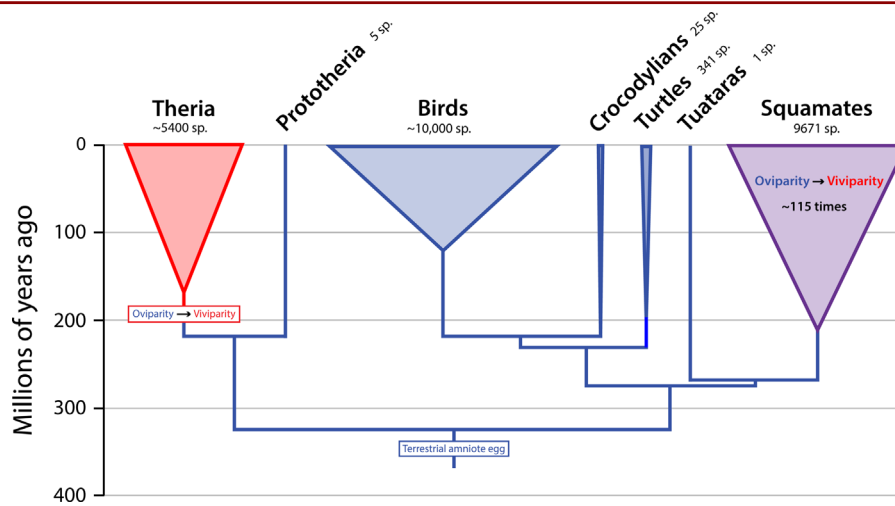 Theria
~5400 sp.
Prototheria 5 sp.
Birds
~10,000 sp.
Crocodylians 25 sp.
Turtles 341 sp.
Tuataras 1 sp.
Squamates
9671 sp.
Millions of years ago
0
100
200
300
400
Oviparity → Viviparity
~115 times
Oviparity → Viviparity
Terrestrial amniote egg